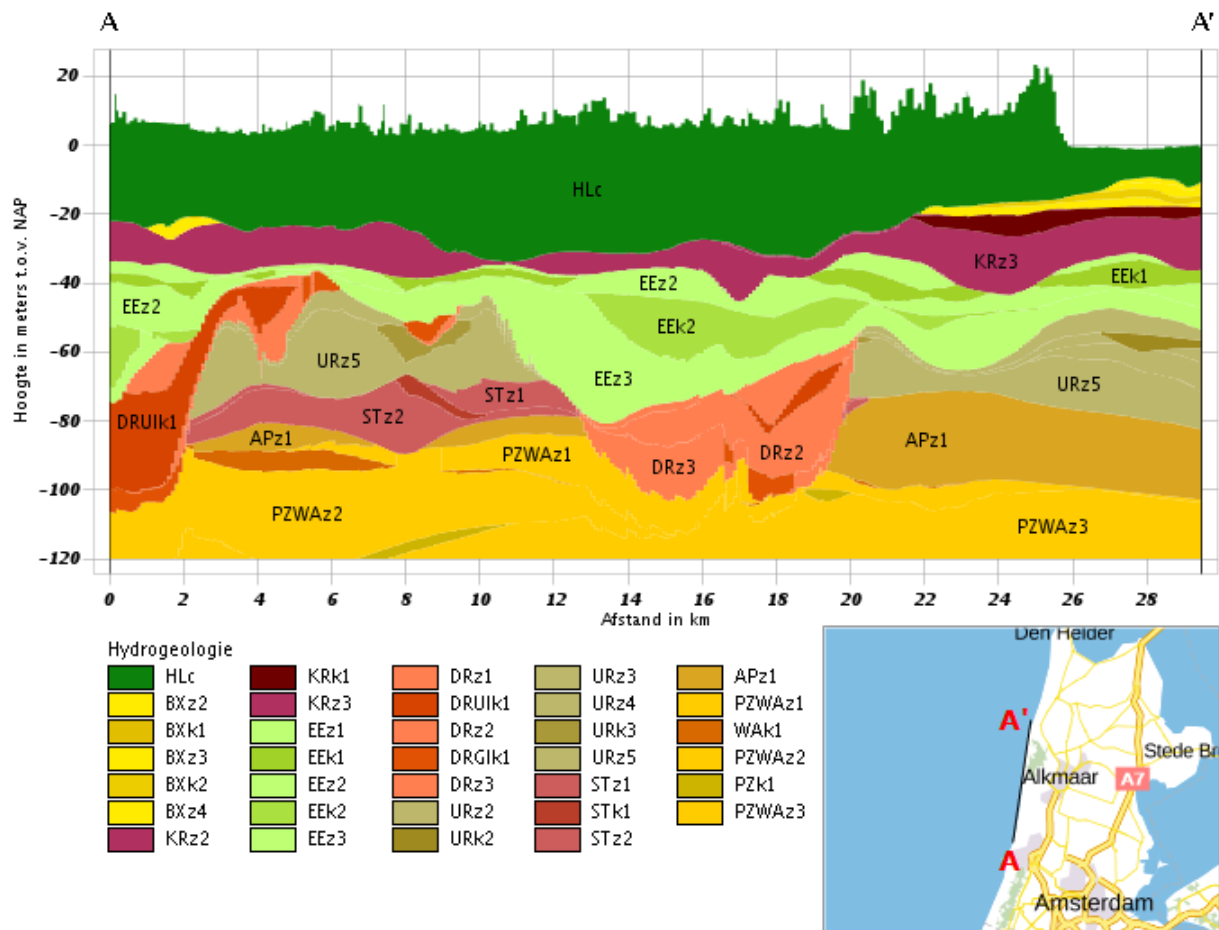 A A'
20
0
-20
-40
-60
-80
-100
-120
Hoogte in meters t.o.v. NAP
HLc
KRz3
EEz2
EEz2
EEk1
EEk2
URz5
EEz3
URz5
DRUIk1
STz2
STz1
APz1
APz1
PZWAz1
DRz3
DRz2
PZWAz2
PZWAz3
0 2 4 6 8 10 12 14 16 18 20 22 24 26 28
Afstand in km
Hydrogeologie
HLc KRk1 DRz1 URz3 APz1
BXz2 KRz3 DRUIk1 URz4 PZWAz1
BXk1 EEz1 DRz2 URk3 WAk1
BXz3 EEk1 DRGIk1 URz5 PZWAz2
BXk2 EEz2 DRz3 STz1 PZk1
BXz4 EEk2 URz2 STk1 PZWAz3
KRz2 EEz3 URk2 STz2
Den Helder
A'
Stede Br
Alkmaar
A7
A
Amsterdam